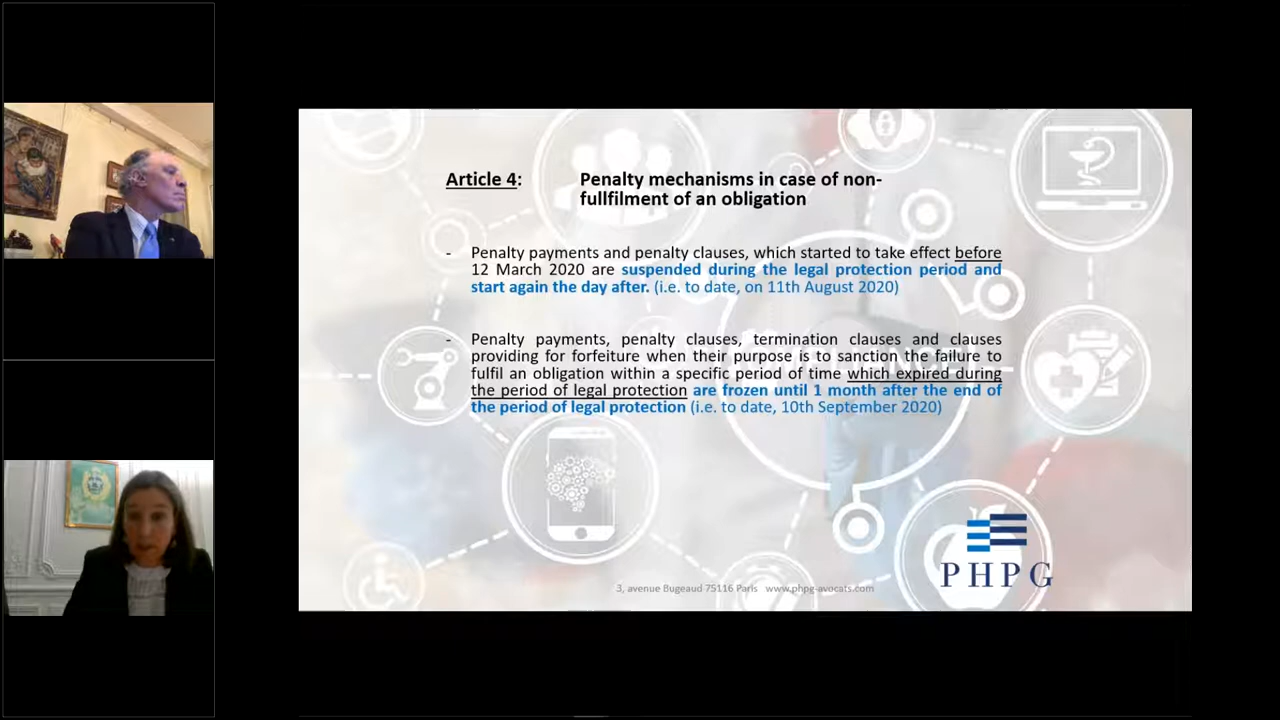 Article 4: Penalty mechanisms in case of non-
fullfilment of an obligation
- Penalty payments and penalty clauses, which started to take effect before
12 March 2020 are suspended during the legal protection period and
start again the day after. (i.e. to date, on 11th August 2020)
- Penalty payments, penalty clauses, termination clauses and clauses
providing for forfeiture when their purpose is to sanction the failure to
fulfil an obligation within a specific period of time which expired during
the period of legal protection are frozen until 1 month after the end of
the period of legal protection (i.e. to date, 10th September 2020)
PHPG
3, avenue Bugeaud 75116 Paris www.phpg-avocats.com